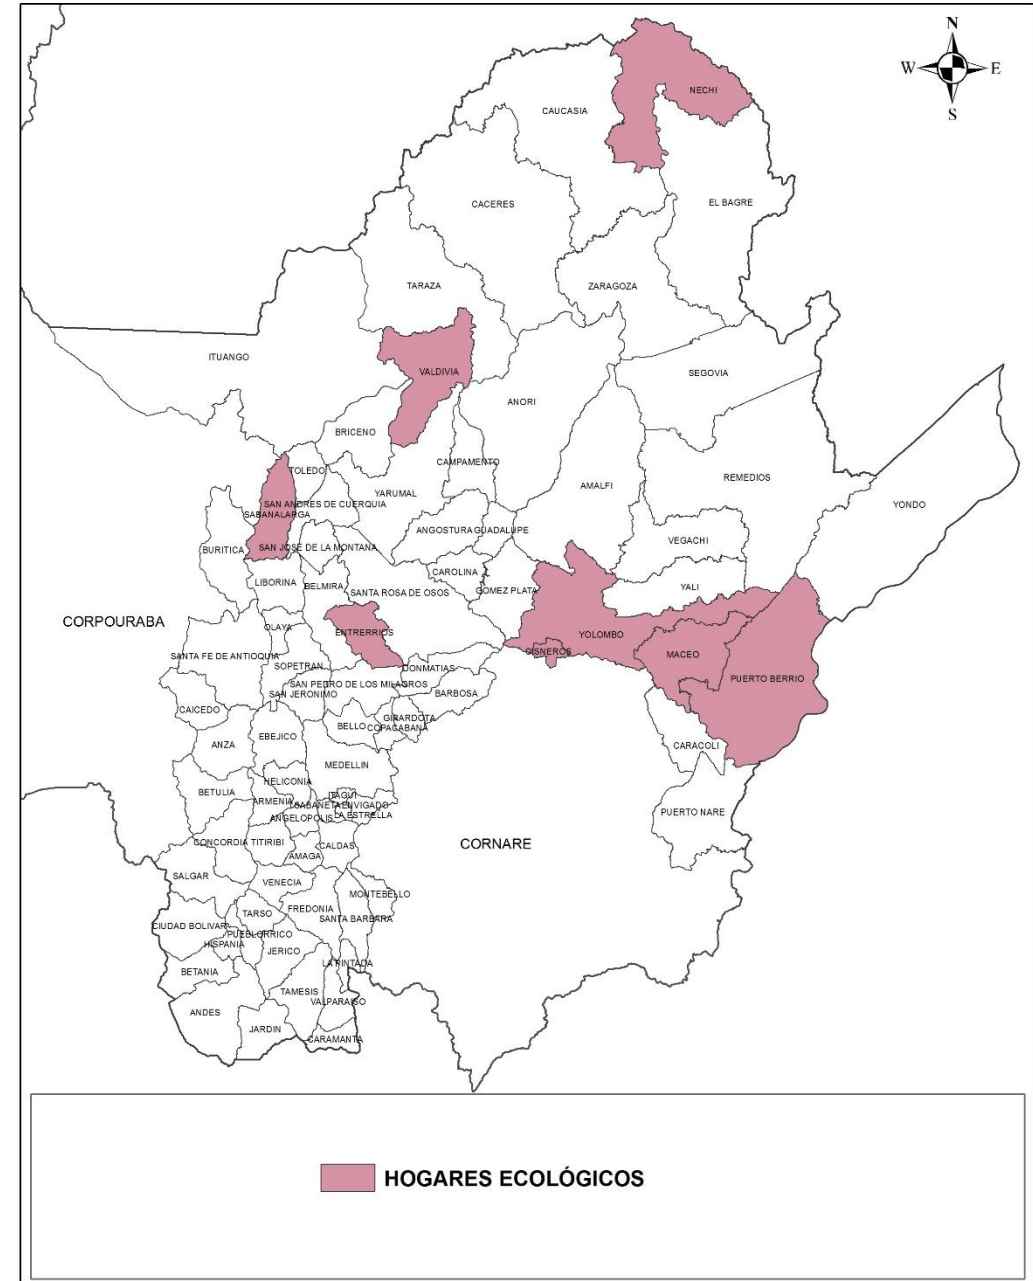 N
W
E
S
NECHI
CAUCASIA
CACERES
EL BAGRE
TARAZA
ZARAGOZA
ITUANGO
VALDIVIA
SEGOVIA
ANORI
BRICENO
CAMPAMENTO
TOLEDO
REMEDIOS
AMALFI
YARUMAL
SAN ANDRES DE CUERQUIA
YONDO
SABANALARGA
ANGOSTURA
GUADALUPE
VEGACHI
BURITICA
SAN JOSE DE LA MONTANA
CAROLINA
LIBORINA
BELMIRA
YALI
SANTA ROSA DE OSOS
GOMEZ PLATA
CORPOURABA
OLAYA
ENTRERRIOS
YOLOMBO
CISNEROS
MACEO
SANTA FE DE ANTIOQUIA
SOPETRAN
DONMATIAS
PUERTO BERRIO
SAN PEDRO DE LOS MILAGROS
SAN JERONIMO
BARBOSA
CAICEDO
GIRARDOTA
BELLO
COPACABANA
EBEJICO
ANZA
CARACOLI
MEDELLIN
HELICONIA
BETULIA
ITAGUI
ARMENIA
SABANETA
ENVIGADO
PUERTO NARE
ANGELOPOLIS
LA ESTRELLA
CONCORDIA
TITIRIBI
CALDAS
CORNARE
AMAGA
SALGAR
VENECIA
MONTEBELLO
FREDONIA
TARSO
SANTA BARBARA
CIUDAD BOLIVAR
PUEBLORRICO
HISPANIA
JERICO
LA PINTADA
BETANIA
TAMESIS
VALPARAISO
ANDES
JARDIN
CARAMANTA
HOGARES ECOLÓGICOS